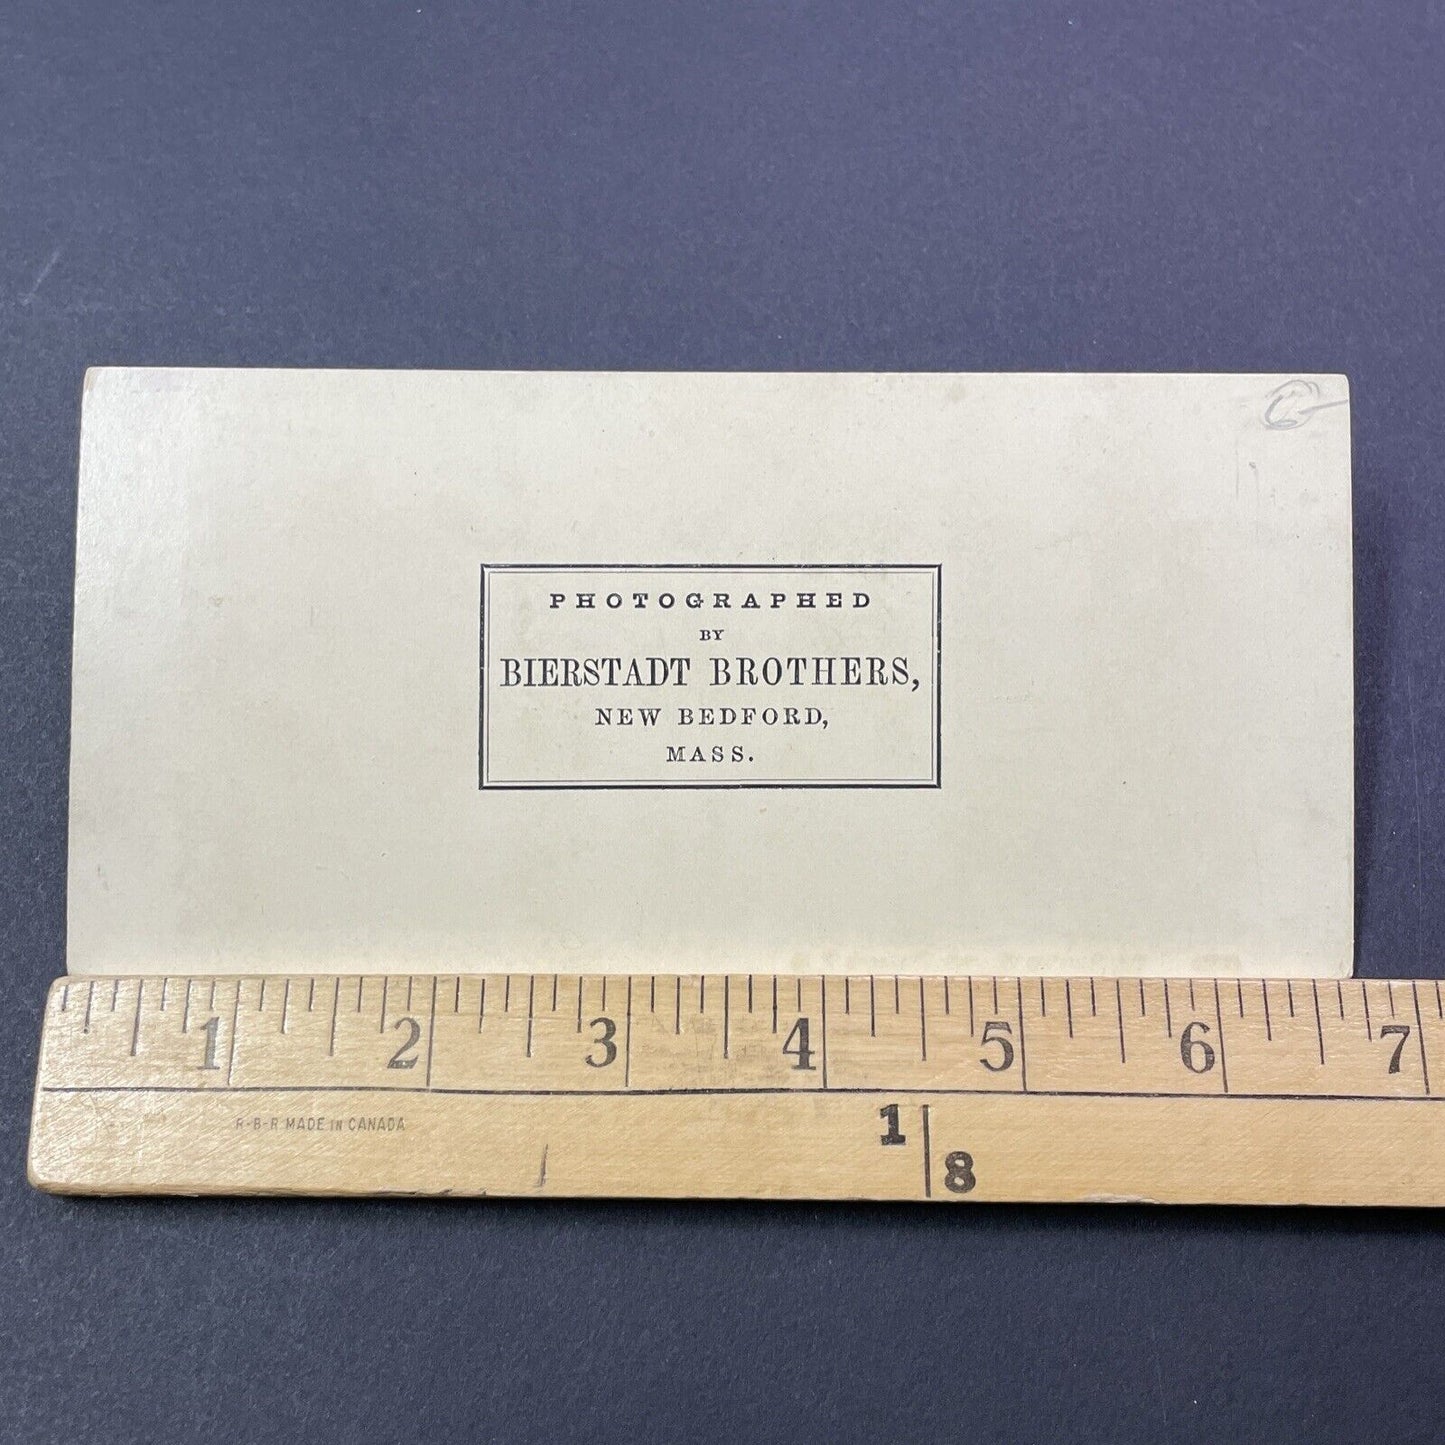 6-
PHOTOGRAPHED
BY
BIERSTADT BROTHERS,
NEW BEDFORD,
MASS.
1 2 3 4 5 6 7
R-B-R MADE IN CANADA
1
8